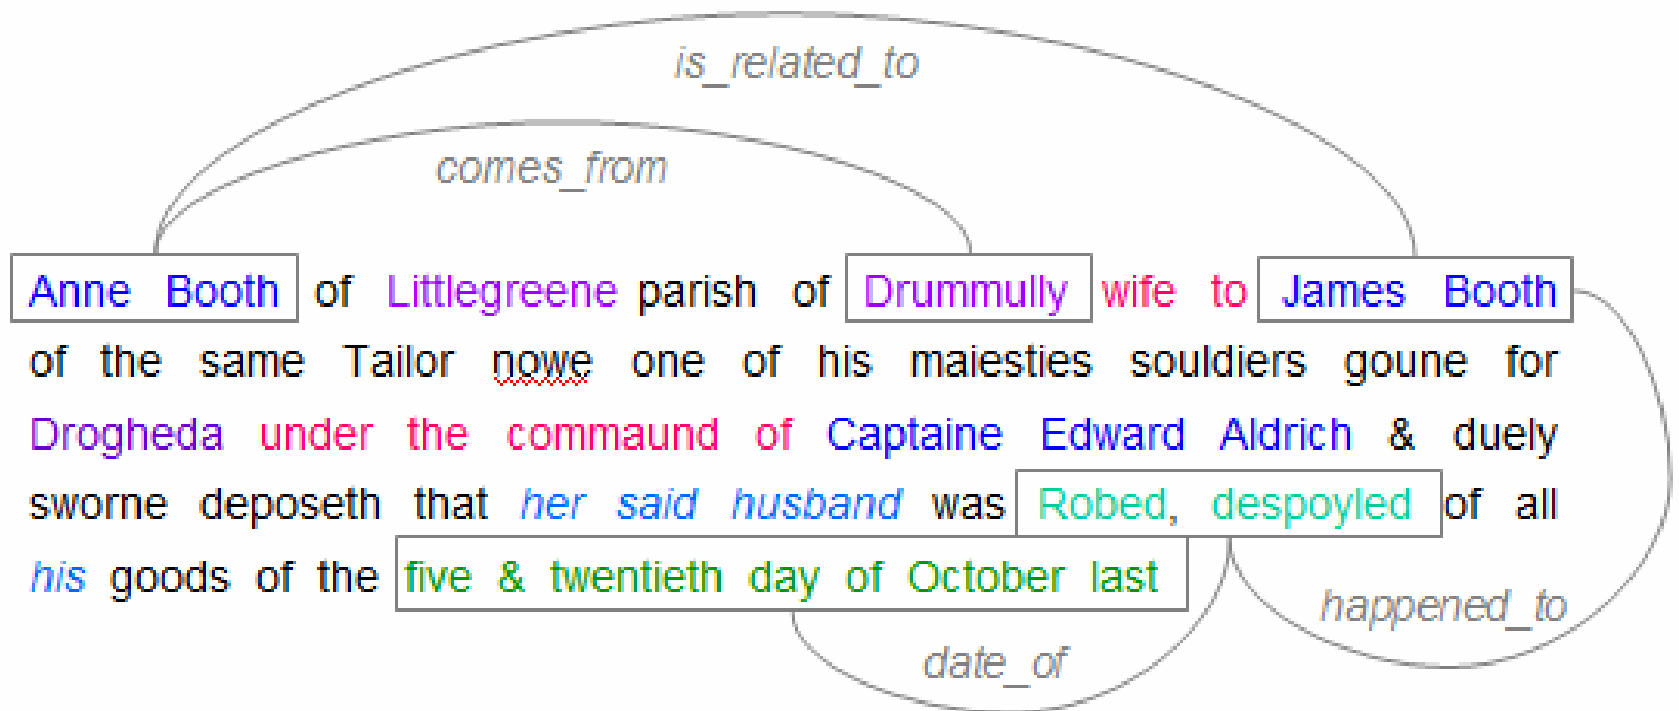 is_related_to
comes_from
Anne Booth of Littlegreene parish of Drummully wife to James Booth
of the same Tailor nowe one of his maiesties souldiers goune for
Drogheda under the commaund of Captaine Edward Aldrich & duely
sworne deposeth that her said husband was Robed, despoyled of all
his goods of the five & twentieth day of October last
happened_to
date_of